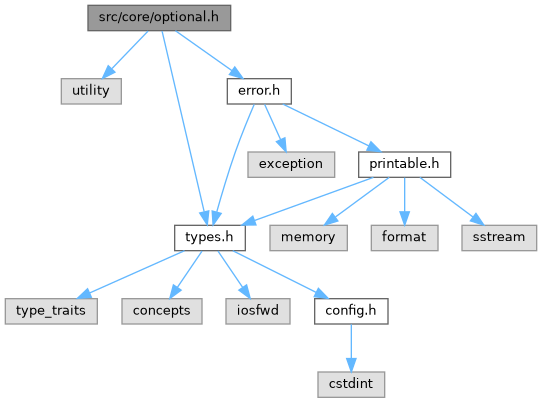 src/core/optional.h
utility
error.h
exception
printable.h
types.h
memory
format
sstream
type_traits
concepts
iosfwd
config.h
cstdint